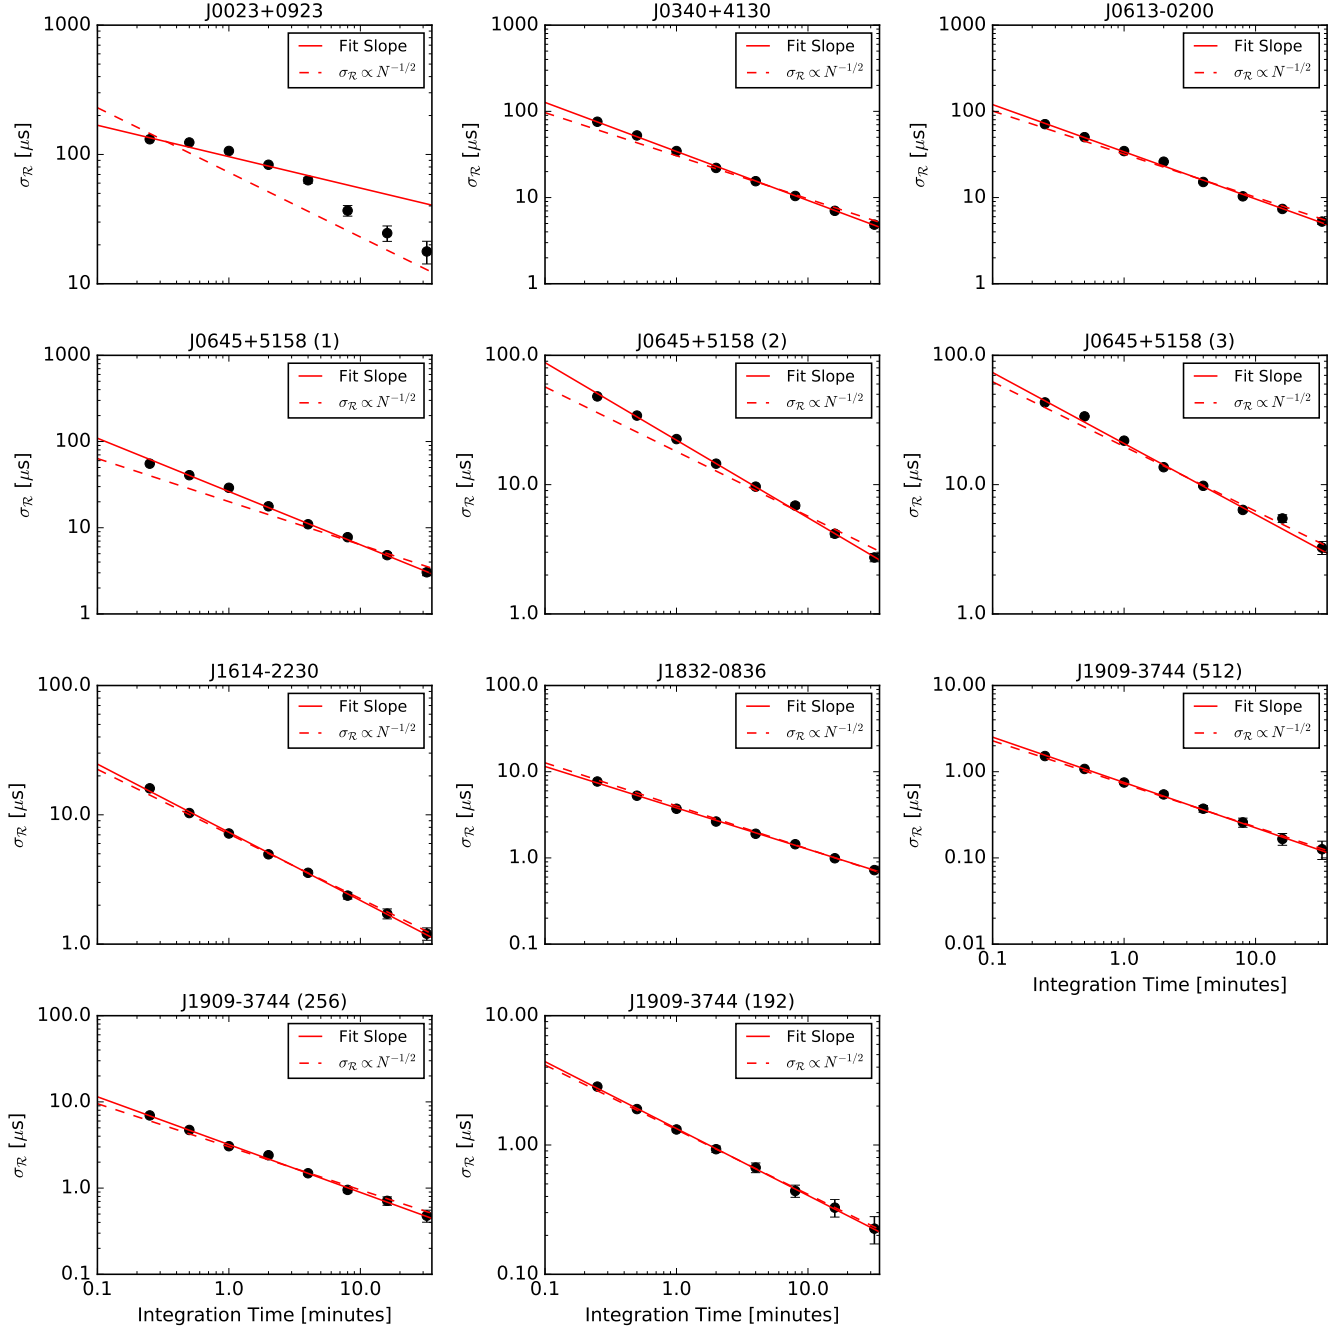 J0023+0923
1000
100
10
σ_R [μs]
Fit Slope
σ_R ∝ N^{-1/2}
J0340+4130
1000
100
10
1
σ_R [μs]
Fit Slope
σ_R ∝ N^{-1/2}
J0613-0200
1000
100
10
1
σ_R [μs]
Fit Slope
σ_R ∝ N^{-1/2}
J0645+5158 (1)
1000
100
10
1
σ_R [μs]
Fit Slope
σ_R ∝ N^{-1/2}
J0645+5158 (2)
100.0
10.0
1.0
σ_R [μs]
Fit Slope
σ_R ∝ N^{-1/2}
J0645+5158 (3)
100.0
10.0
1.0
σ_R [μs]
Fit Slope
σ_R ∝ N^{-1/2}
J1614-2230
100.0
10.0
1.0
σ_R [μs]
Fit Slope
σ_R ∝ N^{-1/2}
J1832-0836
100.0
10.0
1.0
0.1
σ_R [μs]
Fit Slope
σ_R ∝ N^{-1/2}
J1909-3744 (512)
10.00
1.00
0.10
0.01
σ_R [μs]
Fit Slope
σ_R ∝ N^{-1/2}
0.1 1.0 10.0
Integration Time [minutes]
J1909-3744 (256)
100.0
10.0
1.0
0.1
σ_R [μs]
Fit Slope
σ_R ∝ N^{-1/2}
0.1 1.0 10.0
Integration Time [minutes]
J1909-3744 (192)
10.00
1.00
0.10
σ_R [μs]
Fit Slope
σ_R ∝ N^{-1/2}
0.1 1.0 10.0
Integration Time [minutes]